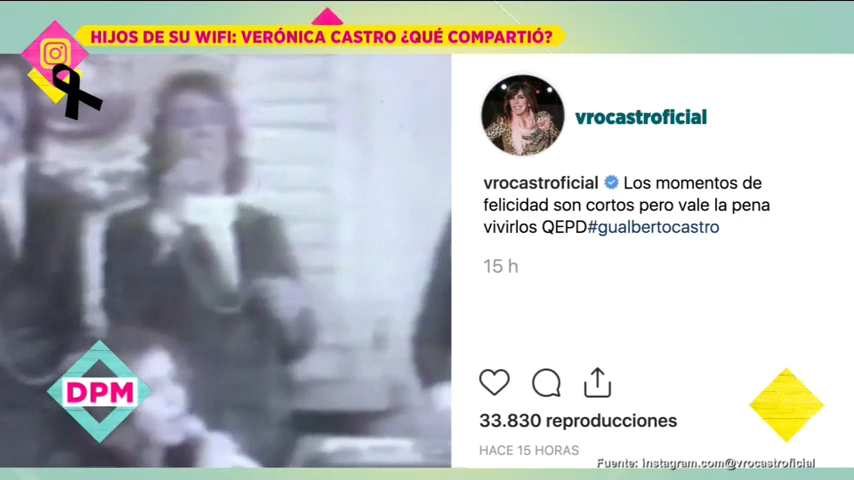 HIJOS DE SU WIFI: VERÓNICA CASTRO ¿QUÉ COMPARTIÓ?
vrocastroficial
vrocastroficial Los momentos de
felicidad son cortos pero vale la pena
vivirlos QEPD#gualbertocastro
15 h
DPM
33.830 reproducciones
HACE 15 HORAS
Fuente: Instagram.com@vrocastroficial